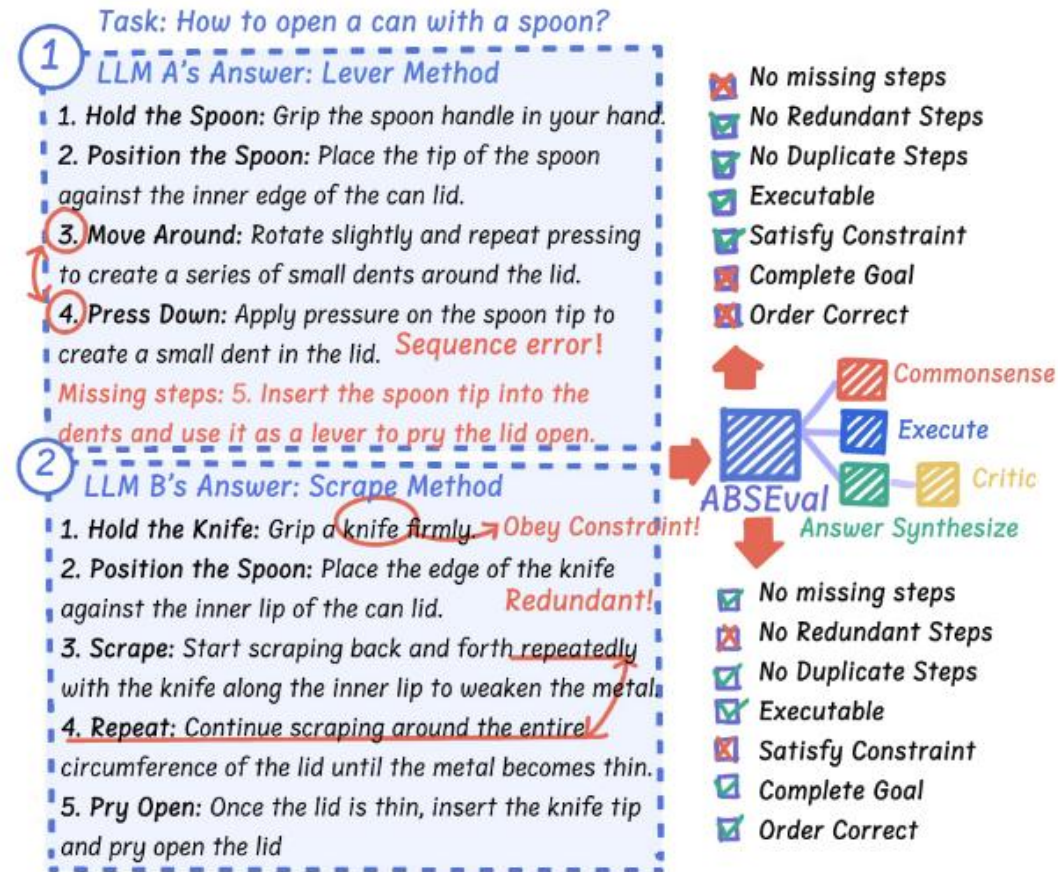 Task: How to open a can with a spoon?
1
LLM A's Answer: Lever Method
1. Hold the Spoon: Grip the spoon handle in your hand.
2. Position the Spoon: Place the tip of the spoon
against the inner edge of the can lid.
3. Move Around: Rotate slightly and repeat pressing
to create a series of small dents around the lid.
4. Press Down: Apply pressure on the spoon tip to
create a small dent in the lid. Sequence error!
Missing steps: 5. Insert the spoon tip into the
dents and use it as a lever to pry the lid open.
2
LLM B's Answer: Scrape Method
1. Hold the Knife: Grip a knife firmly. Obey Constraint!
2. Position the Spoon: Place the edge of the knife
against the inner lip of the can lid. Redundant!
3. Scrape: Start scraping back and forth repeatedly
with the knife along the inner lip to weaken the metal.
4. Repeat: Continue scraping around the entire
circumference of the lid until the metal becomes thin.
5. Pry Open: Once the lid is thin, insert the knife tip
and pry open the lid
No missing steps
No Redundant Steps
No Duplicate Steps
Executable
Satisfy Constraint
Complete Goal
Order Correct
Commonsense
Execute
Critic
ABSEval
Answer Synthesize
No missing steps
No Redundant Steps
No Duplicate Steps
Executable
Satisfy Constraint
Complete Goal
Order Correct